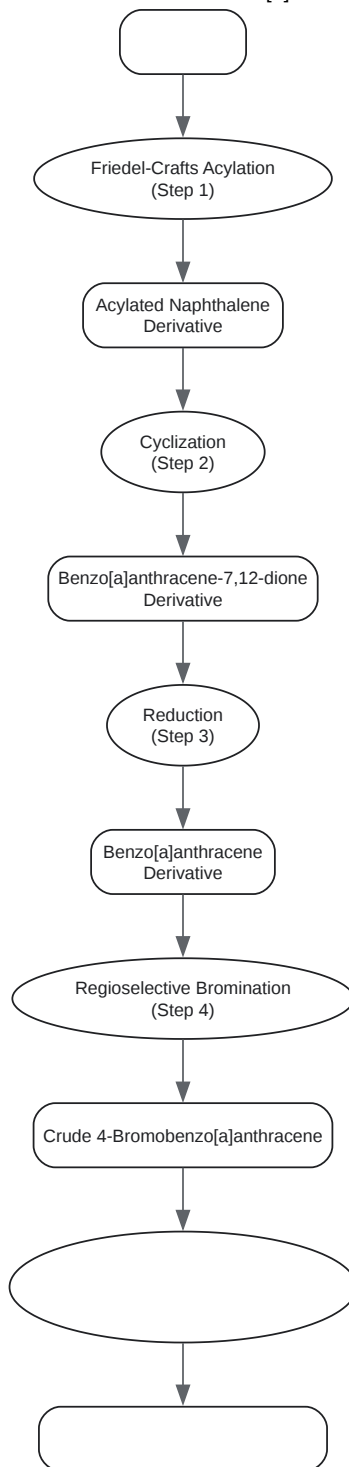 Friedel-Crafts Acylation
(Step 1)
Acylated Naphthalene
Derivative
Cyclization
(Step 2)
Benzo[a]anthracene-7,12-dione
Derivative
Reduction
(Step 3)
Benzo[a]anthracene
Derivative
Regioselective Bromination
(Step 4)
Crude 4-Bromobenzo[a]anthracene